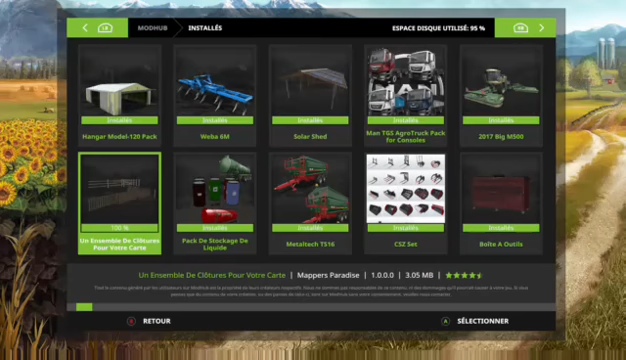 LB MODHUB INSTALLÉS ESPACE DISQUE UTILISÉ: 95 % RB
Installés Installés Installés Installés Installés
Hangar Model-120 Pack Weba 6M Solar Shed Man TGS AgroTruck Pack for Consoles 2017 Big M500
100 % Installés Installés Installés Installés
Un Ensemble De Clôtures Pour Votre Carte Pack De Stockage De Liquide Metaltech TS16 CSZ Set Boîte A Outils
Un Ensemble De Clôtures Pour Votre Carte | Mappers Paradise | 1.0.0.0 | 3.05 MB |
RETOUR A SÉLECTIONNER